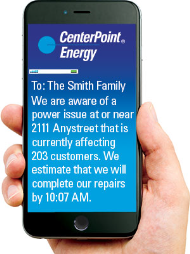 CenterPoint®
Energy
To: The Smith Family
We are aware of a
power issue at or near
2111 Anystreet that is
currently affecting
203 customers. We
estimate that we will
complete our repairs
by 10:07 AM.